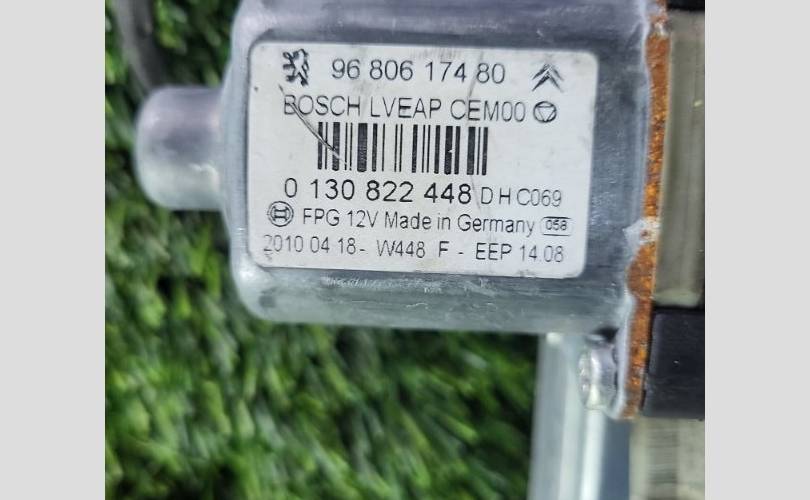 96 806 174 80
BOSCH LVEAP CEM00
0 130 822 448 D H C069
FPG 12V Made in Germany 058
2010 04 18- W448 F - EEP 14.08